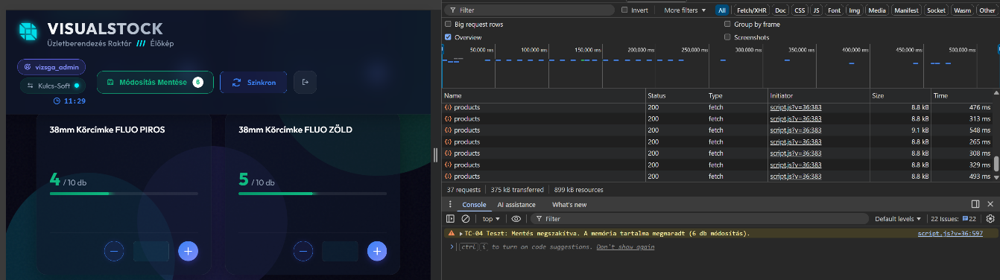 VISUALSTOCK
Üzletberendezés Raktár /// Élőkép
vizsga_admin
Kulcs-Soft
11:29
Módosítás Mentése 6
Szinkron
38mm Körcímke FLUO PIROS
4 / 10 db
38mm Körcímke FLUO ZÖLD
5 / 10 db
Filter
Invert
More filters
All
Fetch/XHR
Doc
CSS
JS
Font
Img
Media
Manifest
Socket
Wasm
Other
Big request rows
Group by frame
Overview
Screenshots
50,000 ms 100,000 ms 150,000 ms 200,000 ms 250,000 ms 300,000 ms 350,000 ms 400,000 ms 450,000 ms 500,000 ms
Name Status Type Initiator Size Time
products 200 fetch script.js?v=36:383 8.8 kB 476 ms
products 200 fetch script.js?v=36:383 8.8 kB 313 ms
products 200 fetch script.js?v=36:383 9.1 kB 548 ms
products 200 fetch script.js?v=36:383 8.8 kB 265 ms
products 200 fetch script.js?v=36:383 8.8 kB 308 ms
products 200 fetch script.js?v=36:383 8.8 kB 329 ms
products 200 fetch script.js?v=36:383 8.8 kB 493 ms
37 requests 375 kB transferred 899 kB resources
Console AI assistance What's new
top Filter Default levels 22 Issues: 22
TC-04 Teszt: Mentés megszakítva. A memória tartalma megmaradt (6 db módosítás). script.js?v=36:597
ctrl i to turn on code suggestions. Don't show again